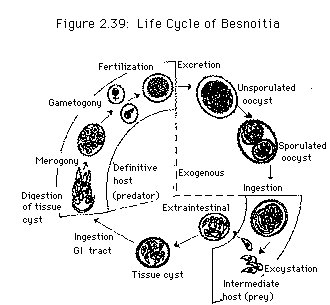 Figure 2.39: Life Cycle of Besnoitia
Fertilization
Excretion
Gametogony
Unsporulated
oocyst
Merogony
Sporulated
oocyst
Definitive
host
(predator)
Exogenous
Digestion
of tissue
cyst
Ingestion
Extraintestinal
Ingestion
GI tract
Tissue cyst
Excystation
Intermediate
host (prey)